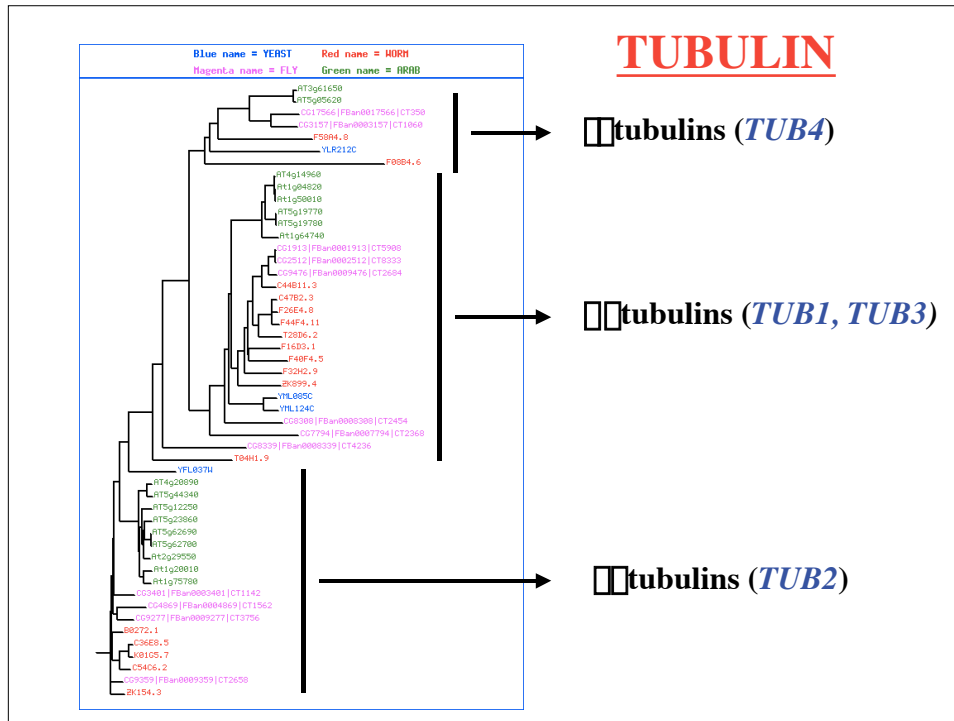 Blue name = YEAST Red name = WORM
Magenta name = FLY Green name = ARAB
TUBULIN
AT3g61650
AT5g05620
CG17566|FBan0017566|CT350
CG3157|FBan0003157|CT1060
F58A4.8
YLR212C
F08B4.6
▯▯tubulins (TUB4)
AT4g14960
At1g04820
At1g50010
AT5g19770
AT5g19780
At1g64740
CG1913|FBan0001913|CT5908
CG2512|FBan0002512|CT8333
CG9476|FBan0009476|CT2684
C44B11.3
C47B2.3
F26E4.8
F44F4.11
T28D6.2
F16D3.1
F40F4.5
F32H2.9
ZK899.4
YML085C
YML124C
CG8308|FBan0008308|CT2454
CG7794|FBan0007794|CT2368
CG8339|FBan0008339|CT4236
T04H1.9
▯▯tubulins (TUB1, TUB3)
YFL037W
AT4g20890
AT5g44340
AT5g12250
AT5g23860
AT5g62690
AT5g62700
At2g29550
At1g20010
At1g75780
CG3401|FBan0003401|CT1142
CG4869|FBan0004869|CT1562
CG9277|FBan0009277|CT3756
B0272.1
C36E8.5
K01G5.7
C54C6.2
CG9359|FBan0009359|CT2658
ZK154.3
▯▯tubulins (TUB2)